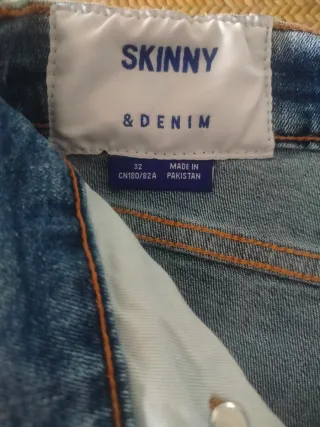 SKINNY
& DENIM
32 MADE IN
CN180/82A PAKISTAN